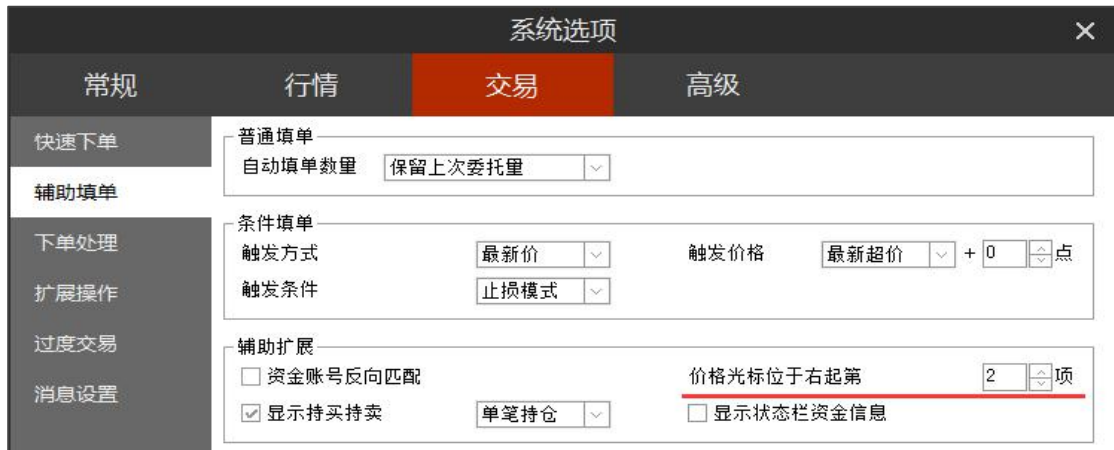 系统选项 ×
常规 行情 交易 高级
快速下单
辅助填单
下单处理
扩展操作
过度交易
消息设置
普通填单
自动填单数量 保留上次委托量
条件填单
触发方式 最新价 触发价格 最新超价 + 0 点
触发条件 止损模式
辅助扩展
资金账号反向匹配 价格光标位于右起第 2 项
显示持买持卖 单笔持仓 显示状态栏资金信息